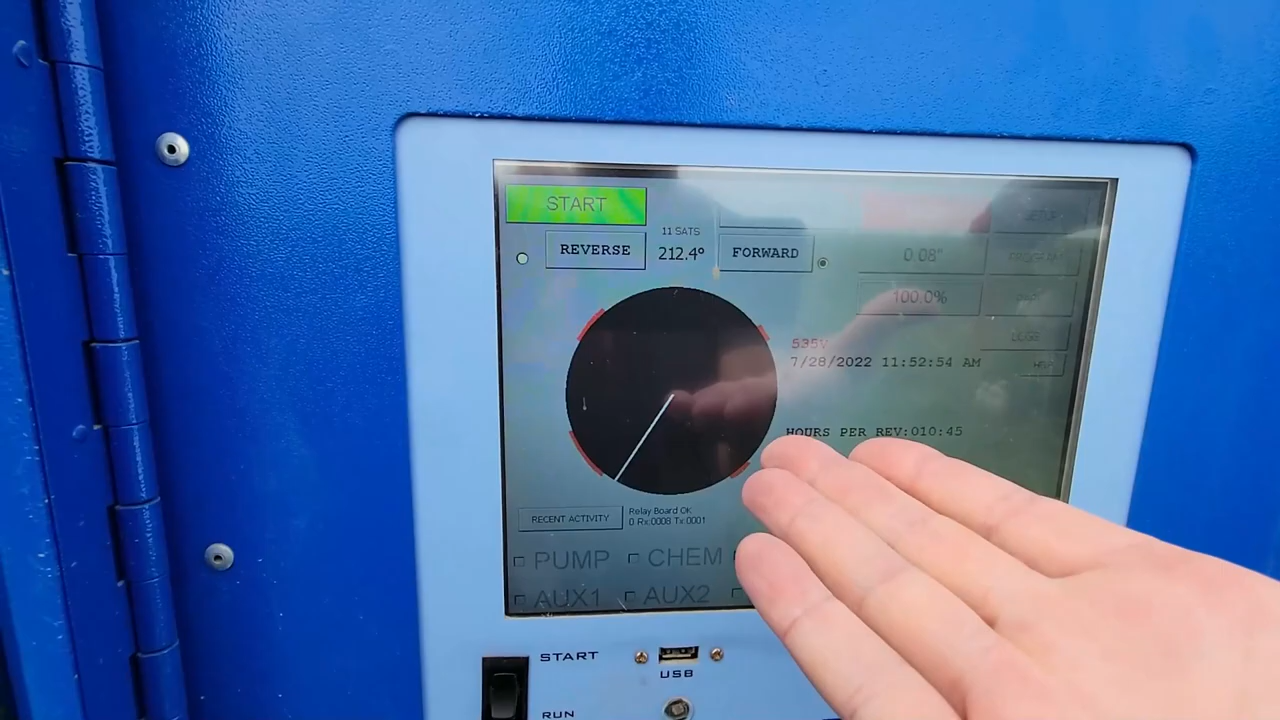 START
SETUP
REVERSE
11 SATS
212.4°
FORWARD
0.08"
PROGRAM
100.0%
535V
7/28/2022 11:52:54 AM
HOURS PER REV:010:45
RECENT ACTIVITY
Relay Board OK
0 Rx:0008 Tx:0001
PUMP
CHEM
AUX1
AUX2
START
USB
RUN